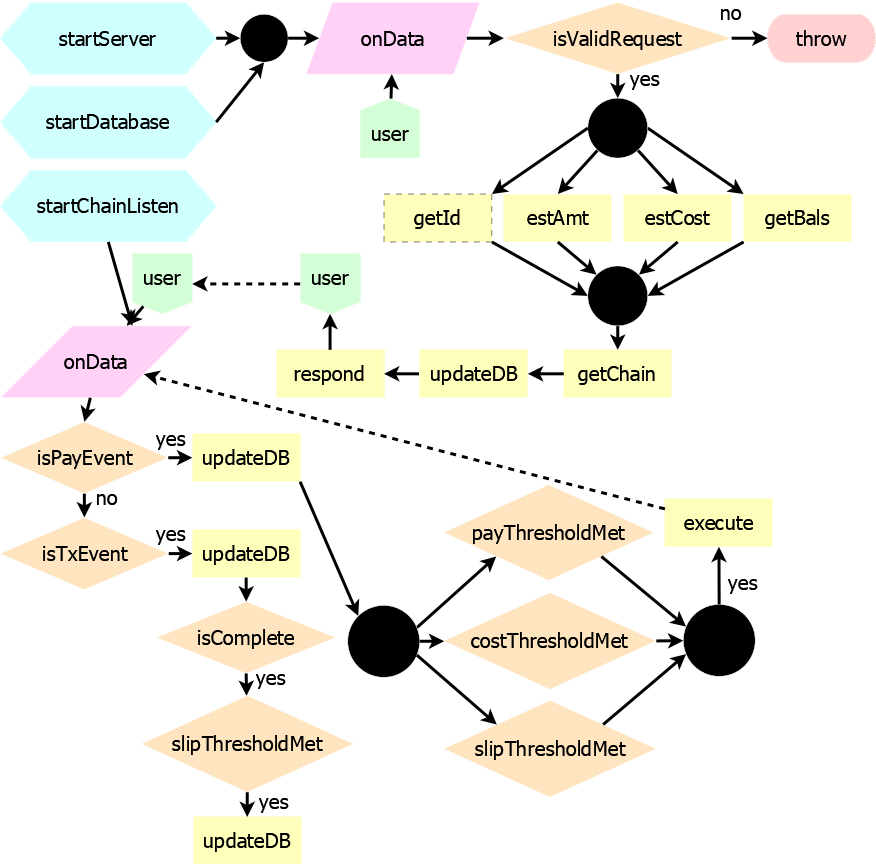 startServer
onData
isValidRequest
no
throw
yes
startDatabase
user
startChainListen
getId
estAmt
estCost
getBals
user
user
onData
respond
updateDB
getChain
isPayEvent
yes
updateDB
no
isTxEvent
yes
updateDB
payThresholdMet
execute
yes
isComplete
costThresholdMet
yes
slipThresholdMet
slipThresholdMet
yes
updateDB